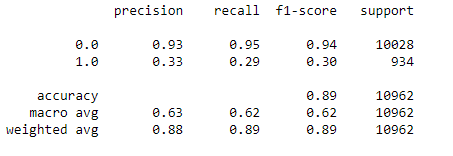 precision recall f1-score support
0.0 0.93 0.95 0.94 10028
1.0 0.33 0.29 0.30 934
accuracy 0.89 10962
macro avg 0.63 0.62 0.62 10962
weighted avg 0.88 0.89 0.89 10962